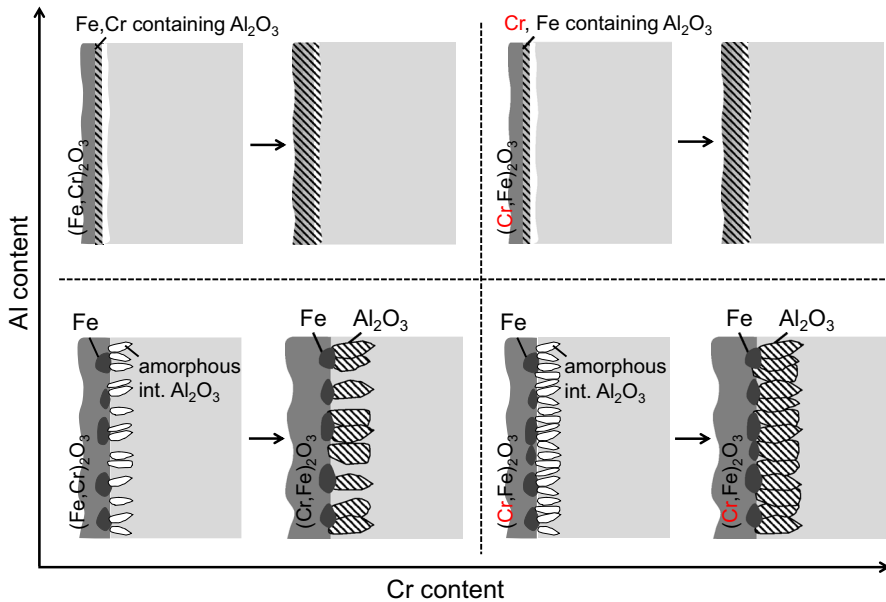 Fe,Cr containing Al₂O₃
(Fe,Cr)₂O₃
Cr, Fe containing Al₂O₃
(Cr,Fe)₂O₃
Al content
Fe
amorphous
int. Al₂O₃
(Fe,Cr)₂O₃
Fe
Al₂O₃
(Cr,Fe)₂O₃
Fe
amorphous
int. Al₂O₃
(Cr,Fe)₂O₃
Fe
Al₂O₃
(Cr,Fe)₂O₃
Cr content